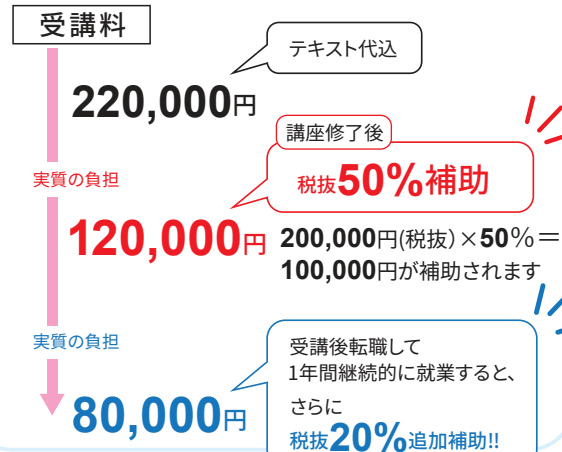 受講料
テキスト代込
220,000円
講座修了後
実質の負担
税抜50%補助
120,000円
200,000円(税抜)×50%＝
100,000円が補助されます
実質の負担
受講後転職して
1年間継続的に就業すると、
さらに
税抜20%追加補助!!
80,000円